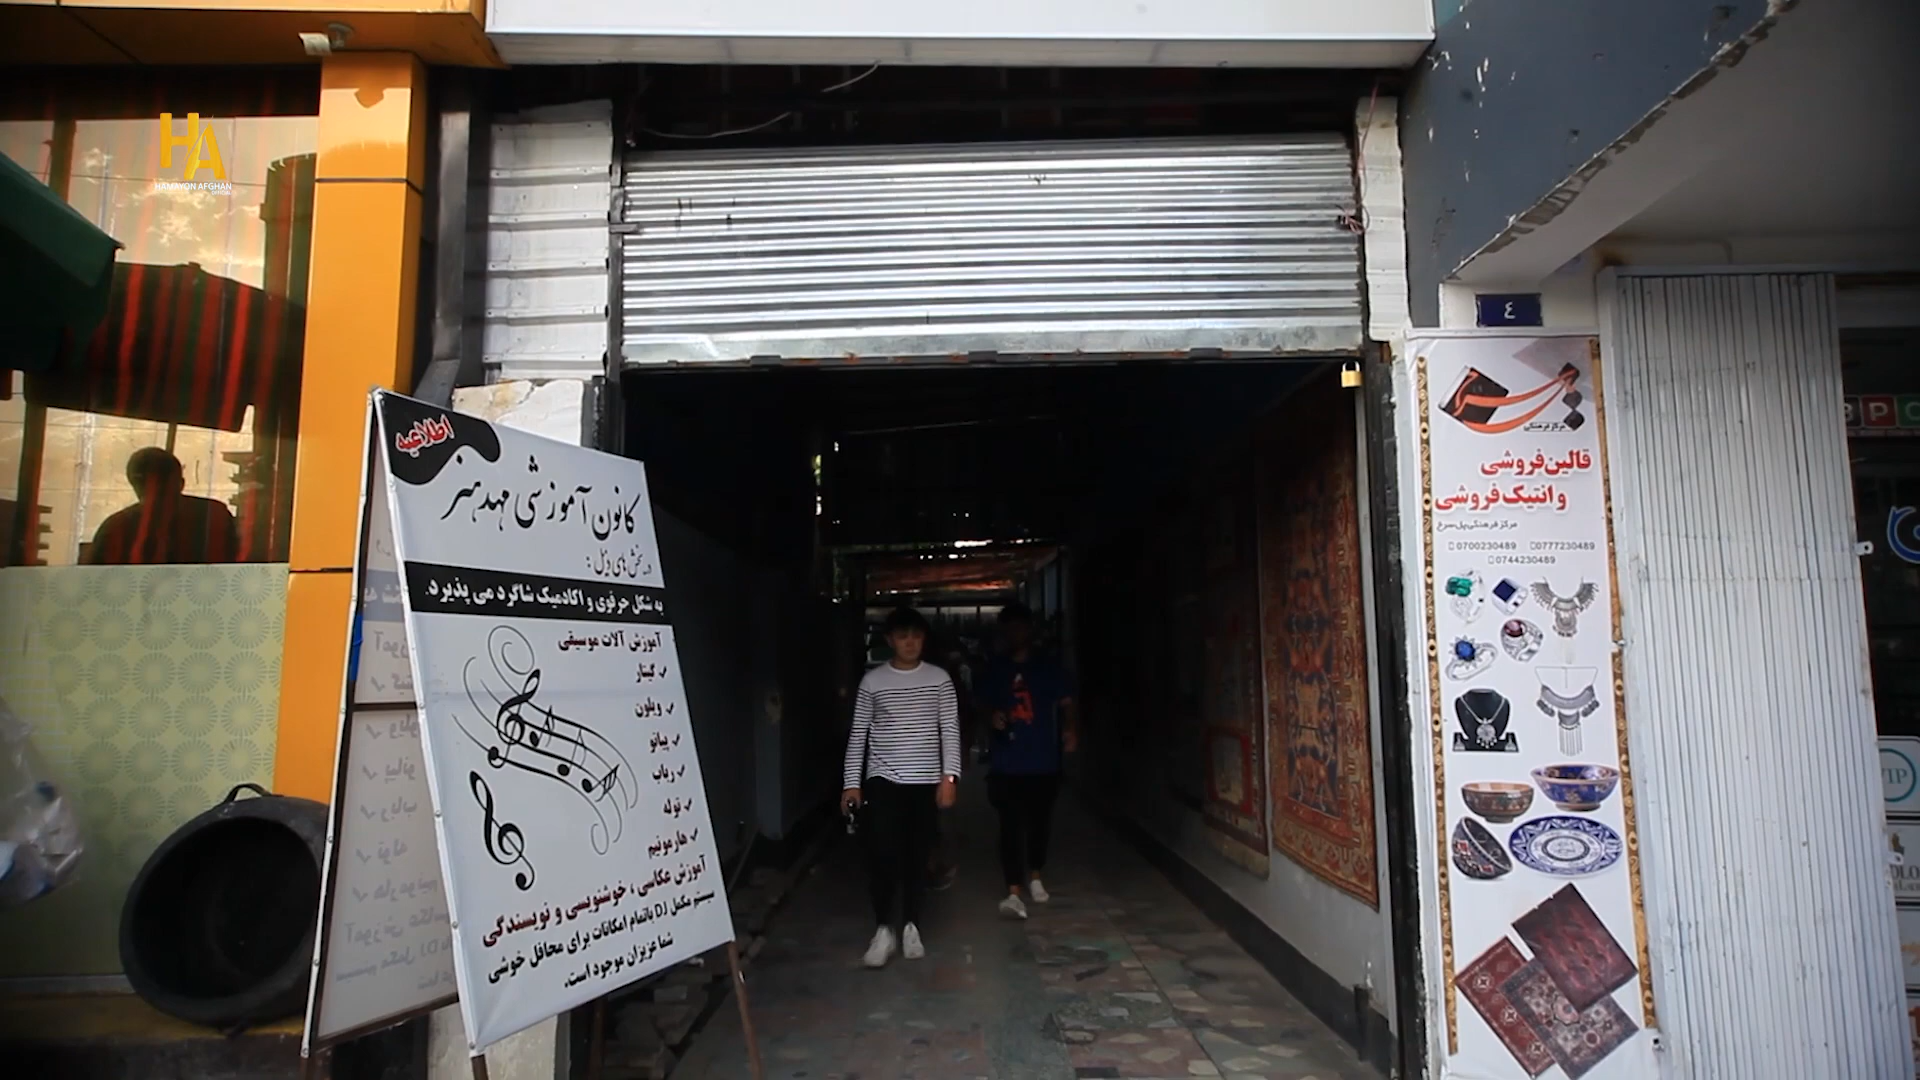 HA
HAMAYON AFGHAN
OFFICIAL
اطلاعیه
کانون آموزشی مهد هنر
در بخش های ذیل :
به شکل حرفوی و اکادمیک شاگرد می پذیرد.
آموزش آلات موسیقی
✓ گیتار
✓ ویلون
✓ پیانو
✓ رباب
✓ توله
✓ هارمونیم
آموزش عکاسی ، خوشنویسی و نویسندگی
سیستم مکمل DJ باتمام امکانات برای محافل خوشی
شما عزیزان موجود است.
٤
مرکز فرهنگی
قالین‌فروشی
و انتیک‌فروشی
مرکز فرهنگی پل‌سرخ
0700230489 0777230489
0744230489
VIP